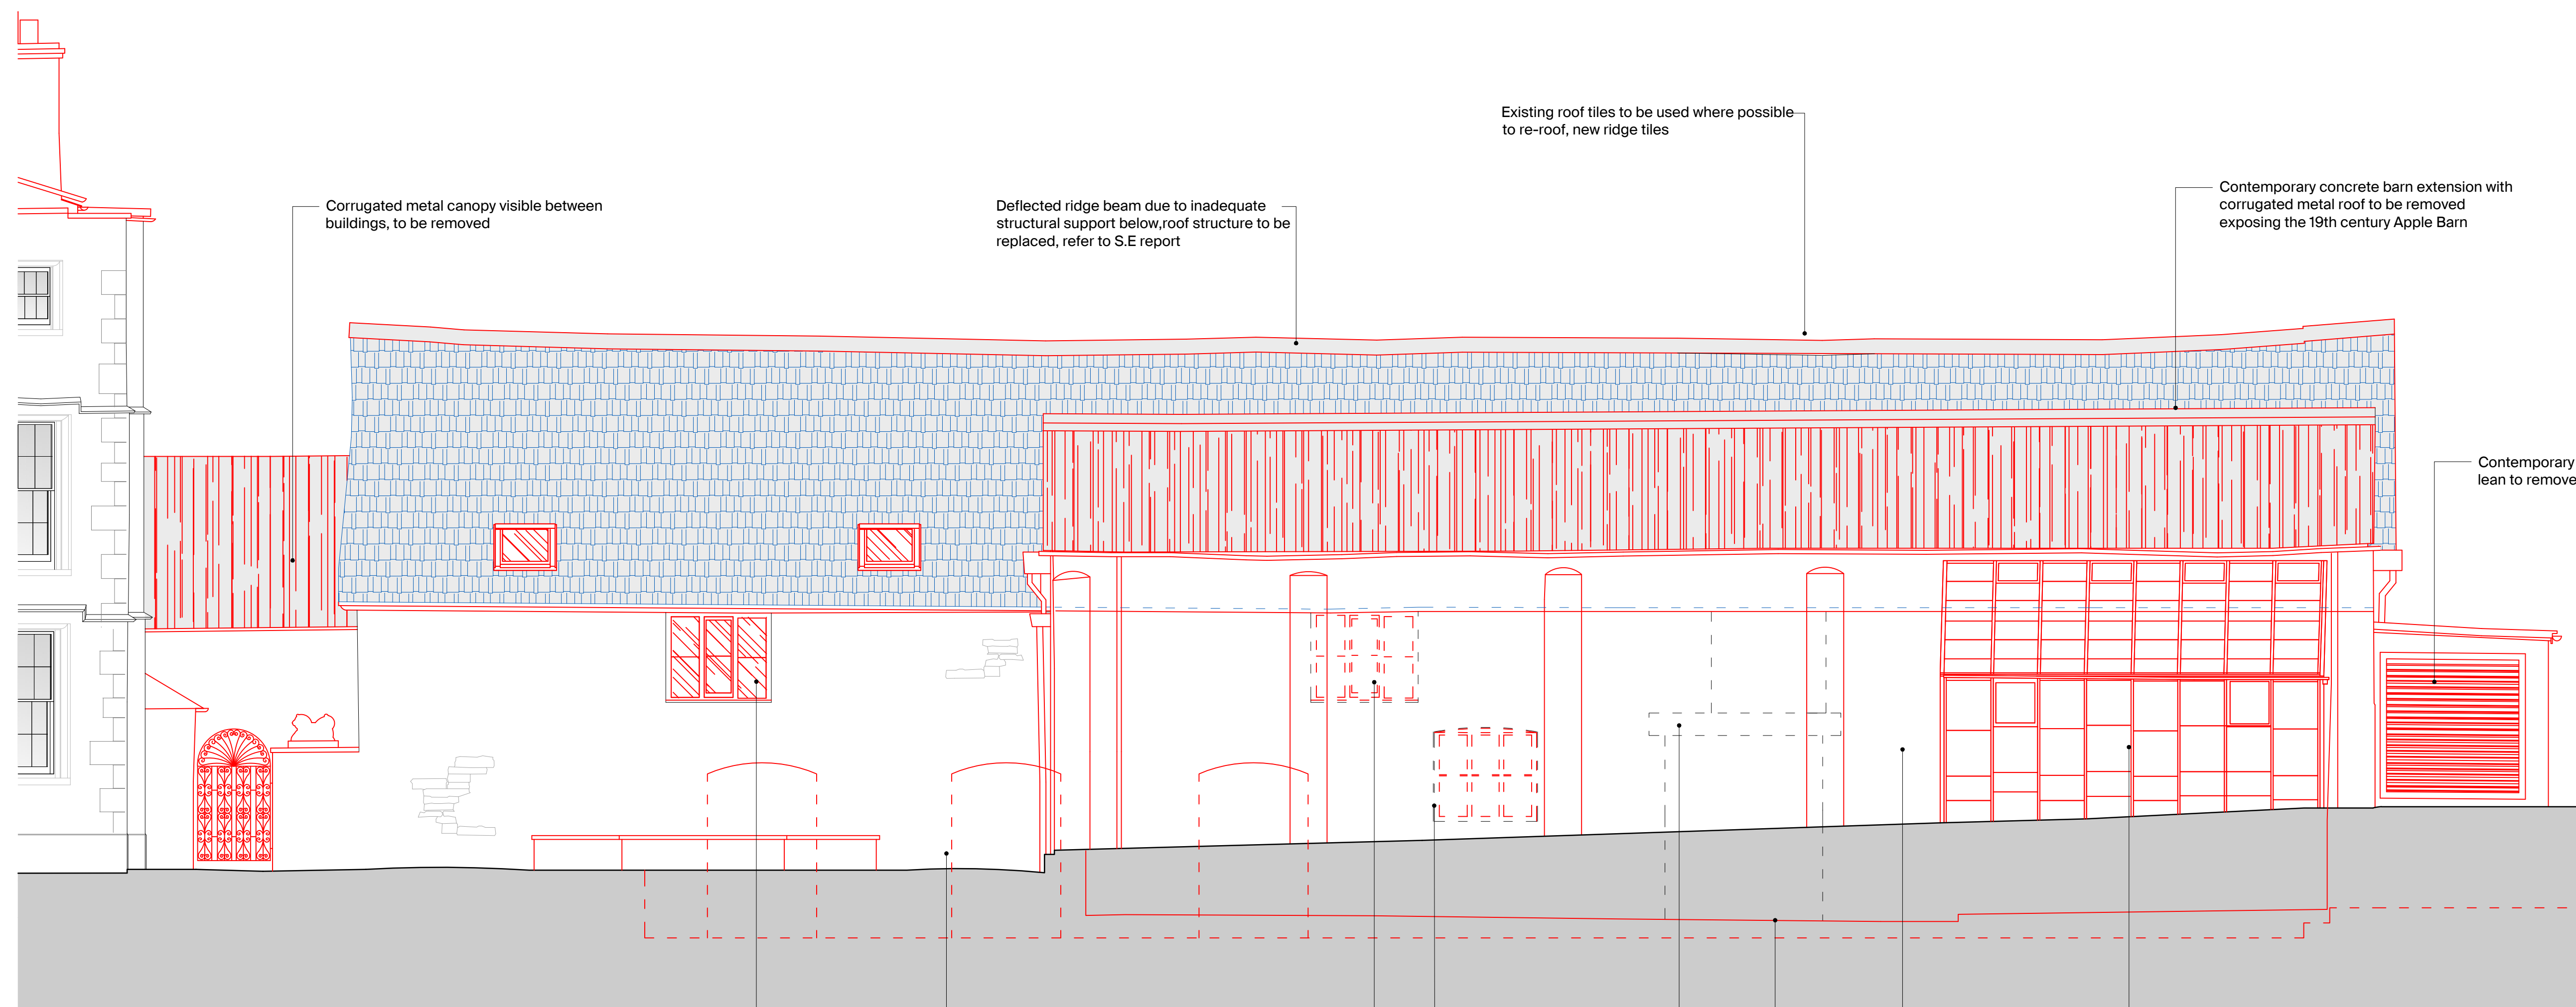 Existing roof tiles to be used where possible
to re-roof, new ridge tiles
Corrugated metal canopy visible between
buildings, to be removed
Deflected ridge beam due to inadequate
structural support below,roof structure to be
replaced, refer to S.E report
Contemporary concrete barn extension with
corrugated metal roof to be removed
exposing the 19th century Apple Barn
Contemporary
lean to remove